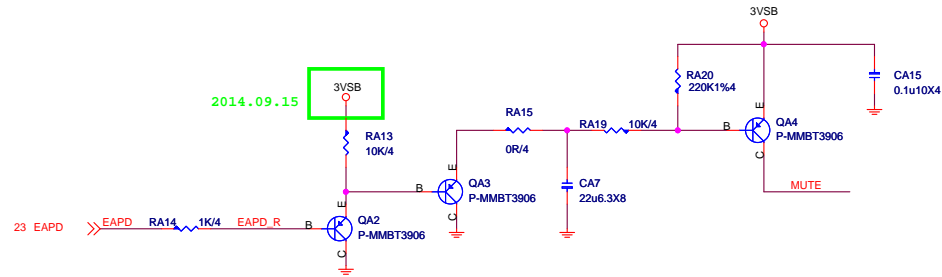 3VSB
2014.09.15
3VSB
RA13
10K/4
RA15
0R/4
RA19 10K/4
RA20
220K1%4
CA15
0.1u10X4
E
QA4
B P-MMBT3906
C
MUTE
E
QA3
B P-MMBT3906
C
CA7
22u6.3X8
23 EAPD
EAPD RA14 1K/4 EAPD_R
E
QA2
B P-MMBT3906
C